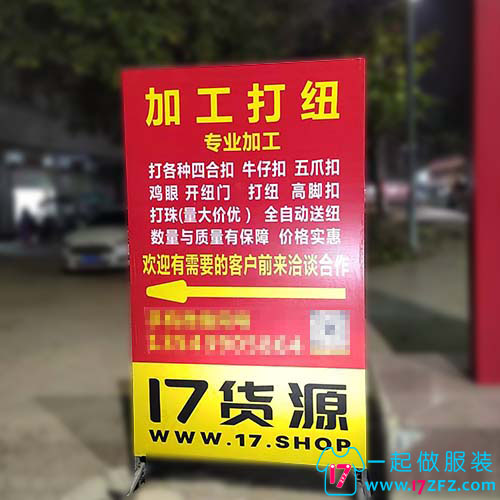 加工打纽
专业加工
打各种四合扣 牛仔扣 五爪扣
鸡眼 开纽门 打纽 高脚扣
打珠(量大价优) 全自动送纽
数量与质量有保障 价格实惠
欢迎有需要的客户前来洽谈合作
17货源
WWW.17.SHOP
一起做服装
www.17ZFZ.com